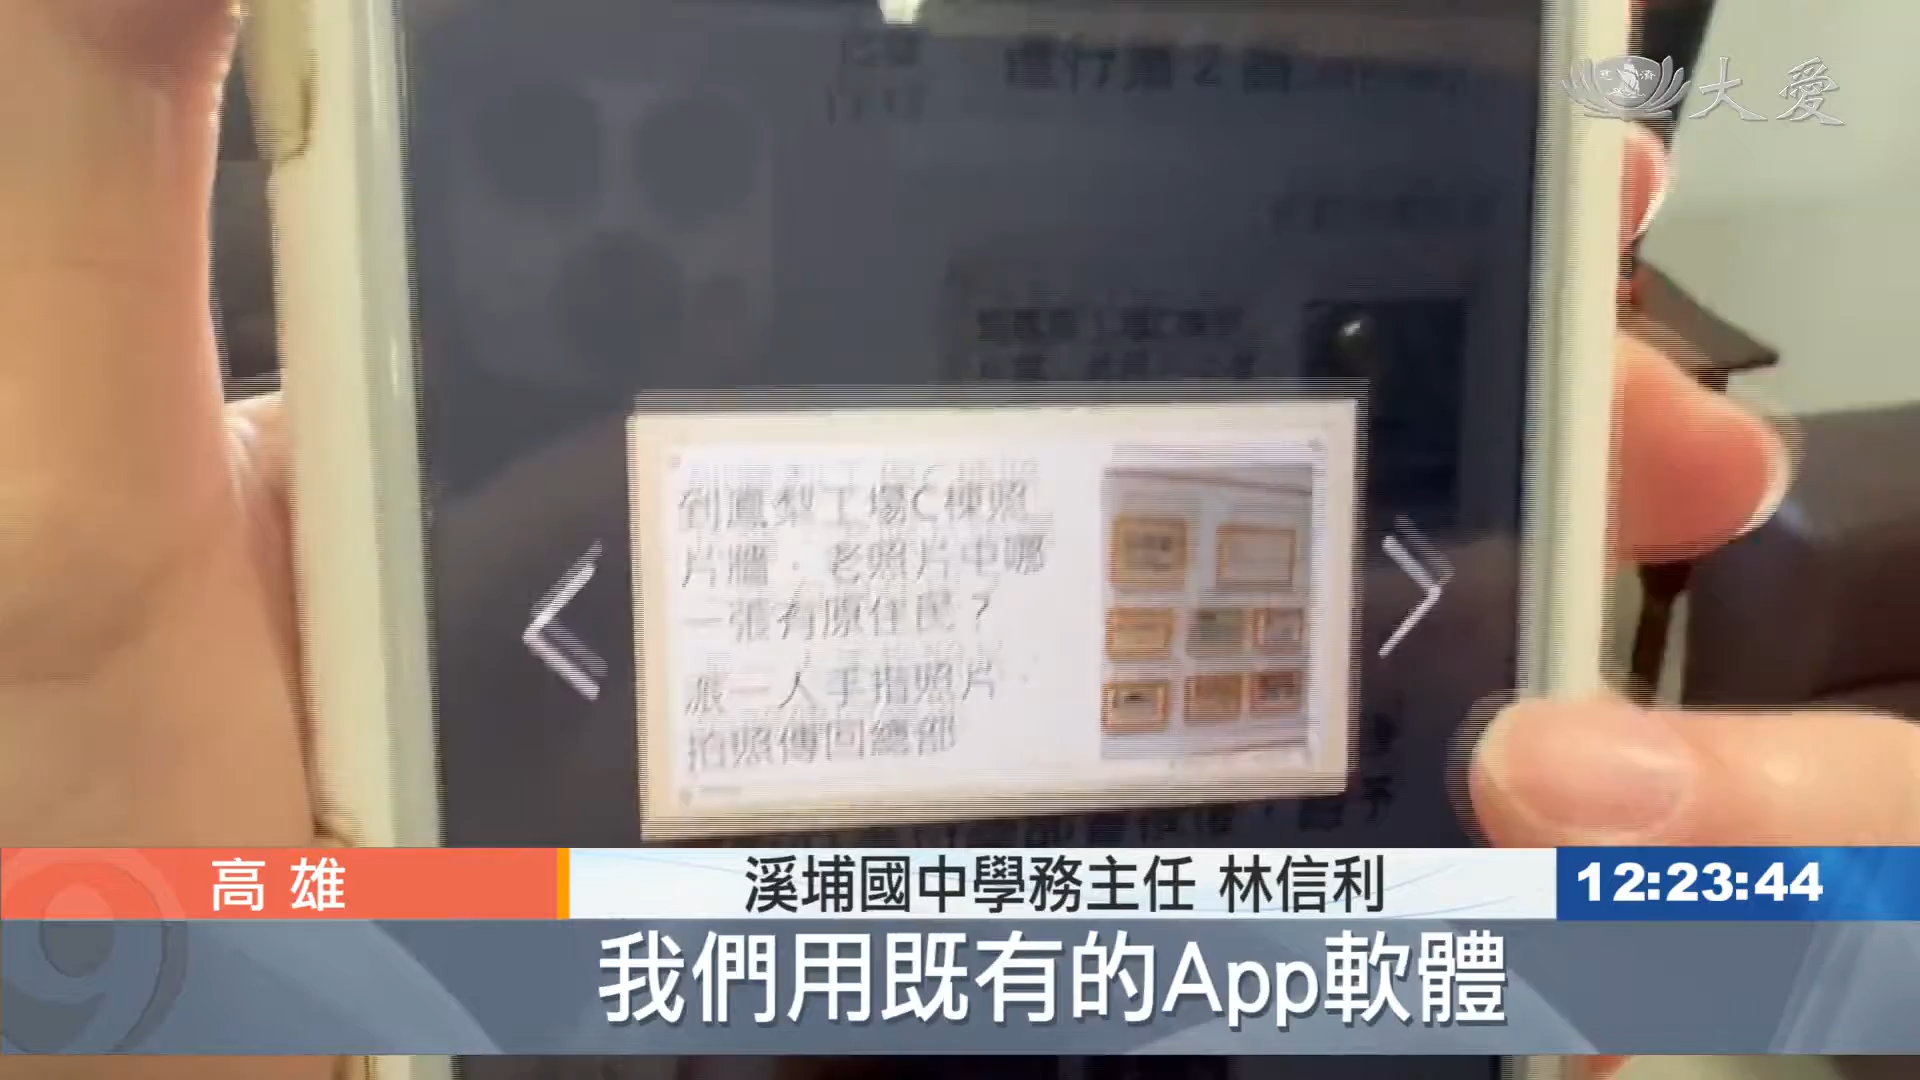 大愛
到鳳梨工場C棟照
片牆，老照片中哪
一張有原住民？
派一人手指照片，
拍照傳回總部
高雄
溪埔國中學務主任 林信利
12:23:44
我們用既有的App軟體